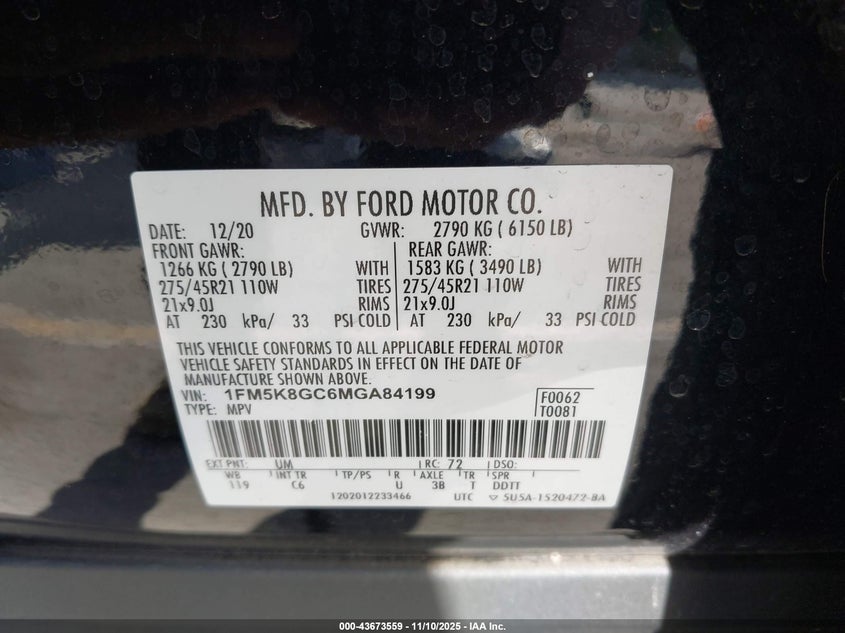 MFD. BY FORD MOTOR CO.
DATE: 12/20 GVWR: 2790 KG ( 6150 LB)
FRONT GAWR: REAR GAWR:
1266 KG ( 2790 LB) WITH 1583 KG ( 3490 LB) WITH
275/45R21 110W TIRES 275/45R21 110W TIRES
21x9.0J RIMS 21x9.0J RIMS
AT 230 kPa/ 33 PSI COLD AT 230 kPa/ 33 PSI COLD
THIS VEHICLE CONFORMS TO ALL APPLICABLE FEDERAL MOTOR
VEHICLE SAFETY STANDARDS IN EFFECT ON THE DATE OF
MANUFACTURE SHOWN ABOVE.
VIN: 1FM5K8GC6MGA84199 F0062
TYPE: MPV T0081
EXT PNT: UM RC: 72 DSO:
WB INT TR TP/PS R AXLE TR SPR
119 C6 U 3B T DDTT
1202012233466 UTC ▽ 5U5A-1520472-BA
000-43673559 — 11/10/2025 — IAA Inc.